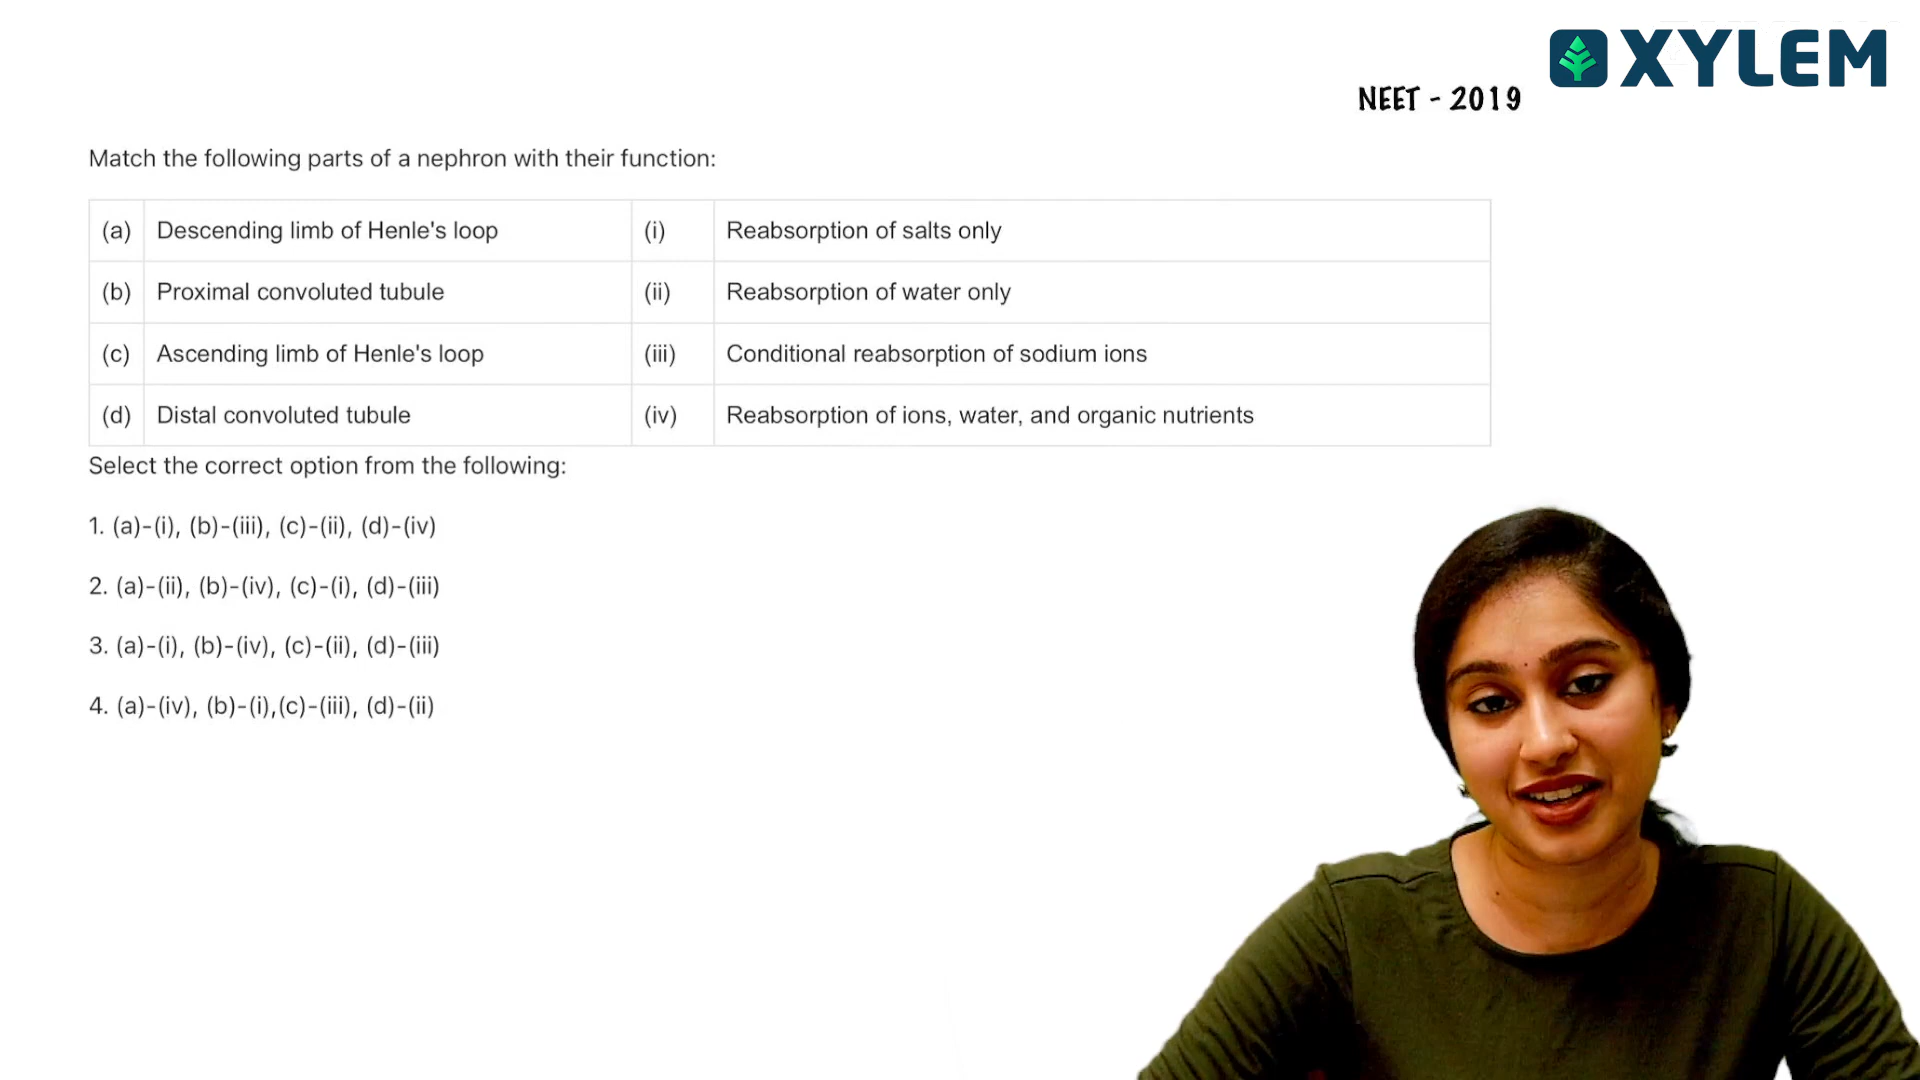 XYLEM
NEET - 2019
Match the following parts of a nephron with their function:
(a) Descending limb of Henle's loop (i) Reabsorption of salts only
(b) Proximal convoluted tubule (ii) Reabsorption of water only
(c) Ascending limb of Henle's loop (iii) Conditional reabsorption of sodium ions
(d) Distal convoluted tubule (iv) Reabsorption of ions, water, and organic nutrients
Select the correct option from the following:
1. (a)-(i), (b)-(iii), (c)-(ii), (d)-(iv)
2. (a)-(ii), (b)-(iv), (c)-(i), (d)-(iii)
3. (a)-(i), (b)-(iv), (c)-(ii), (d)-(iii)
4. (a)-(iv), (b)-(i),(c)-(iii), (d)-(ii)